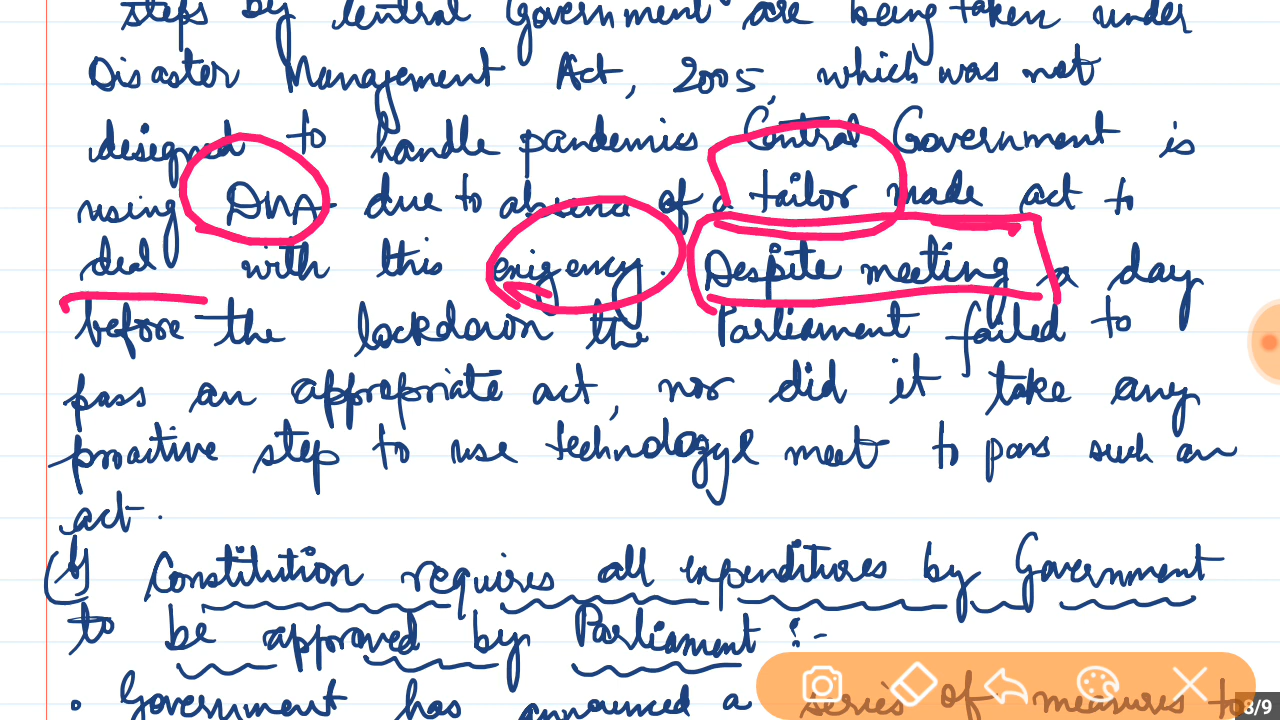 steps by Central Government are being taken under
Disaster Management Act, 2005, which was not
designed to handle pandemics Central Government is
using DMA due to absence of a tailor made act to
deal with this exigency. Despite meeting a day
before the lockdown the Parliament failed to
pass an appropriate act, nor did it take any
proactive step to use technology & meet to pass such an
act.
Constitution requires all expenditures by Government
to be approved by Parliament :-
• Government has announced a series of measures to
8/9